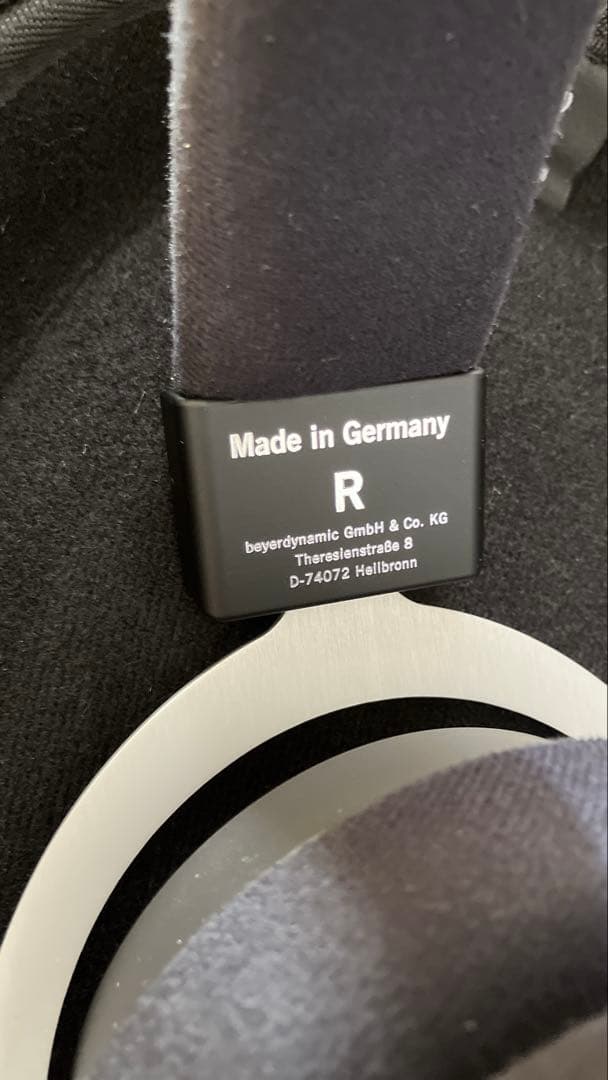 Made in Germany
R
beyerdynamic GmbH & Co. KG
Theresienstraße 8
D-74072 Heilbronn